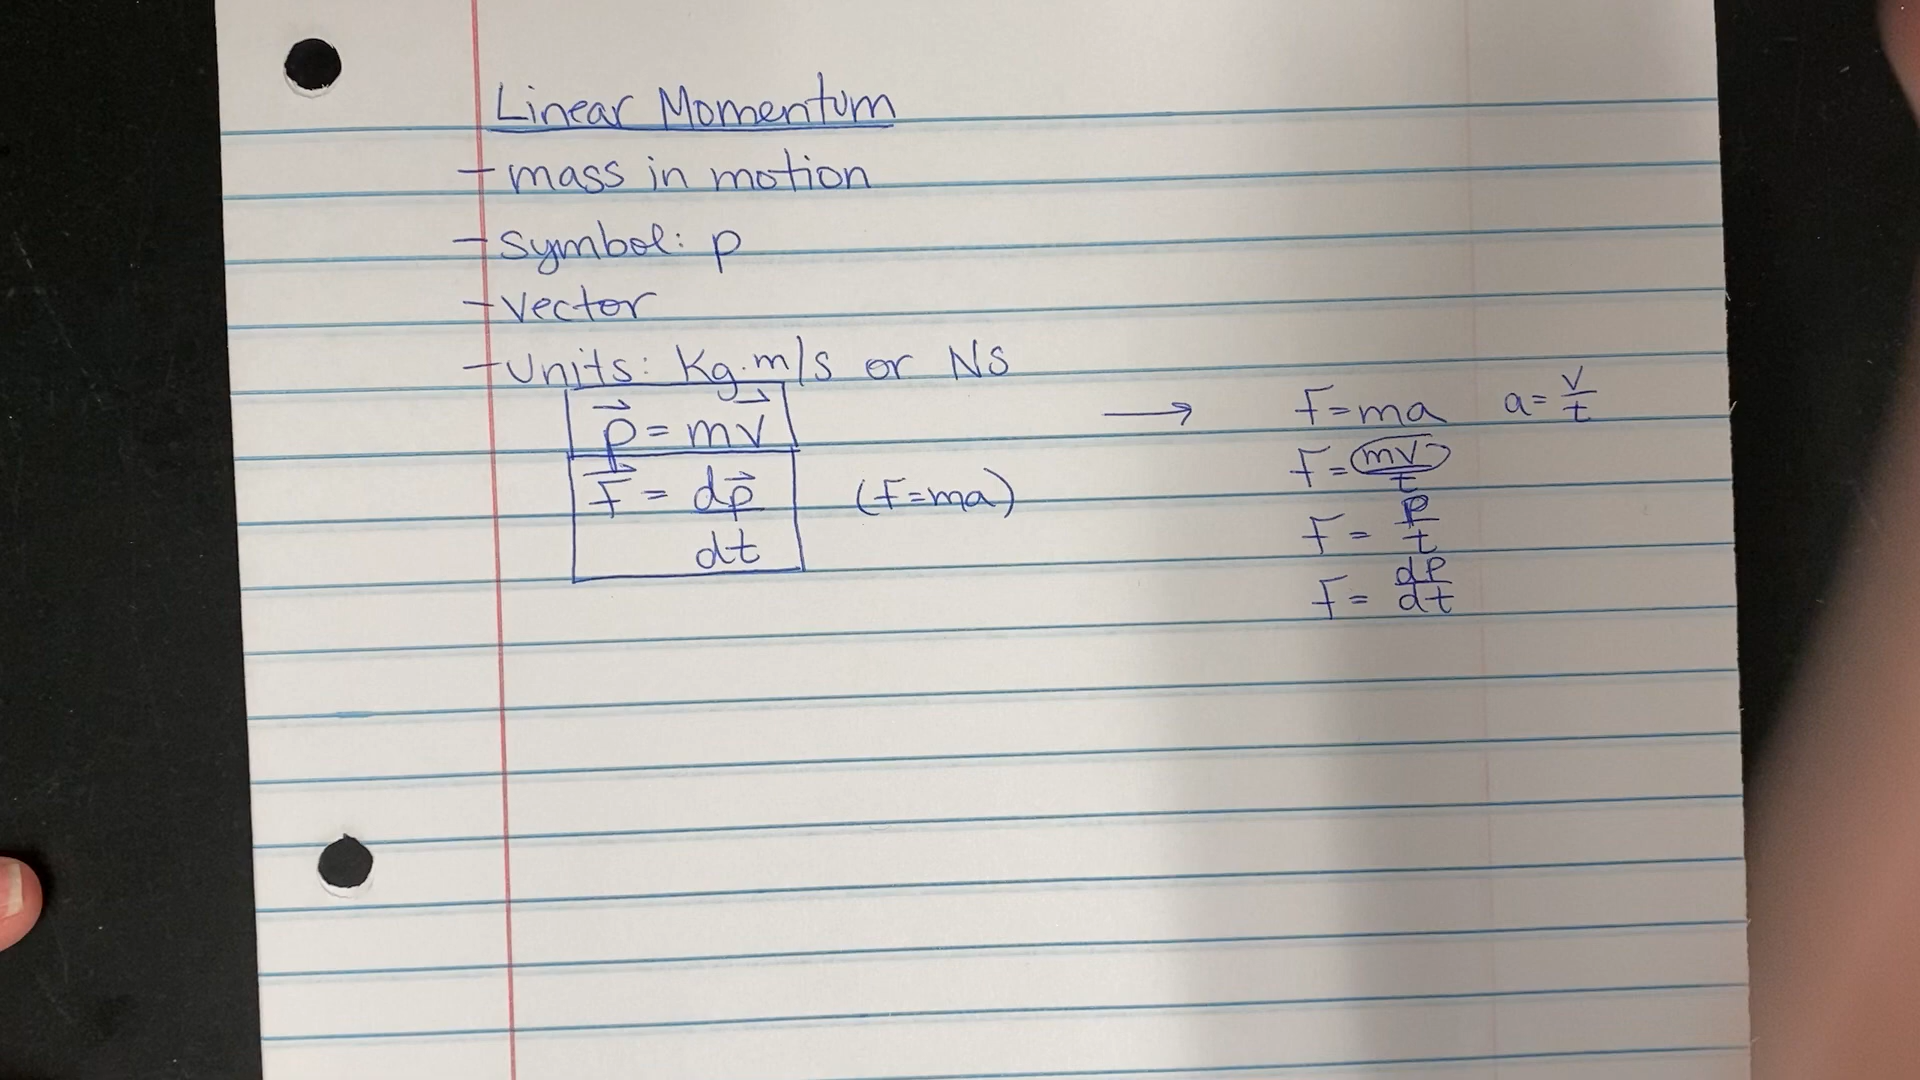 Linear Momentum
- mass in motion
- symbol: p
- vector
- Units: Kg.m/s or NS
p⃗ = mv⃗
F⃗ = dp⃗/dt (F=ma)
→ F=ma a=v/t
F=mv/t
F= P/t
F= dP/dt